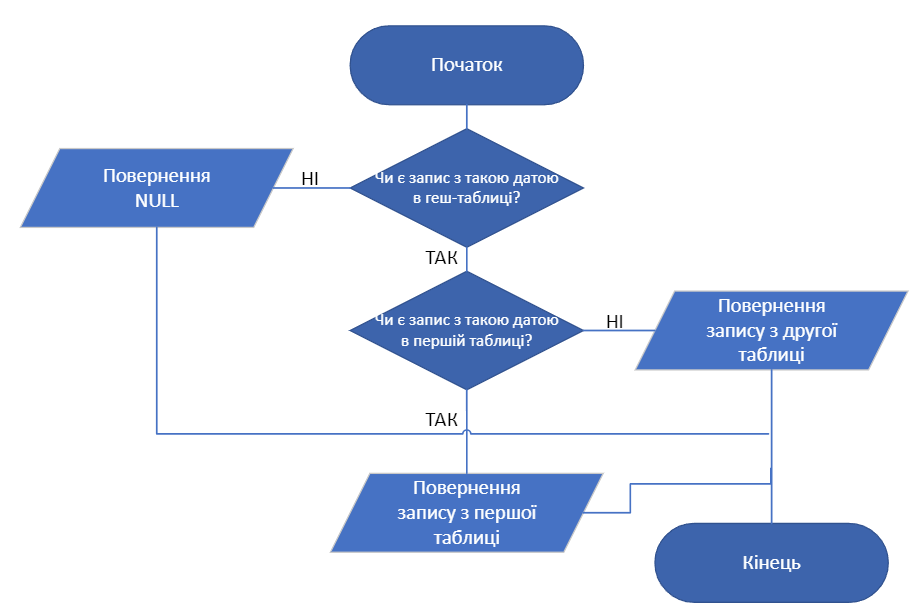 Початок
Повернення
NULL
НІ
Чи є запис з такою датою
в геш-таблиці?
ТАК
Чи є запис з такою датою
в першій таблиці?
НІ
Повернення
запису з другої
таблиці
ТАК
Повернення
запису з першої
таблиці
Кінець